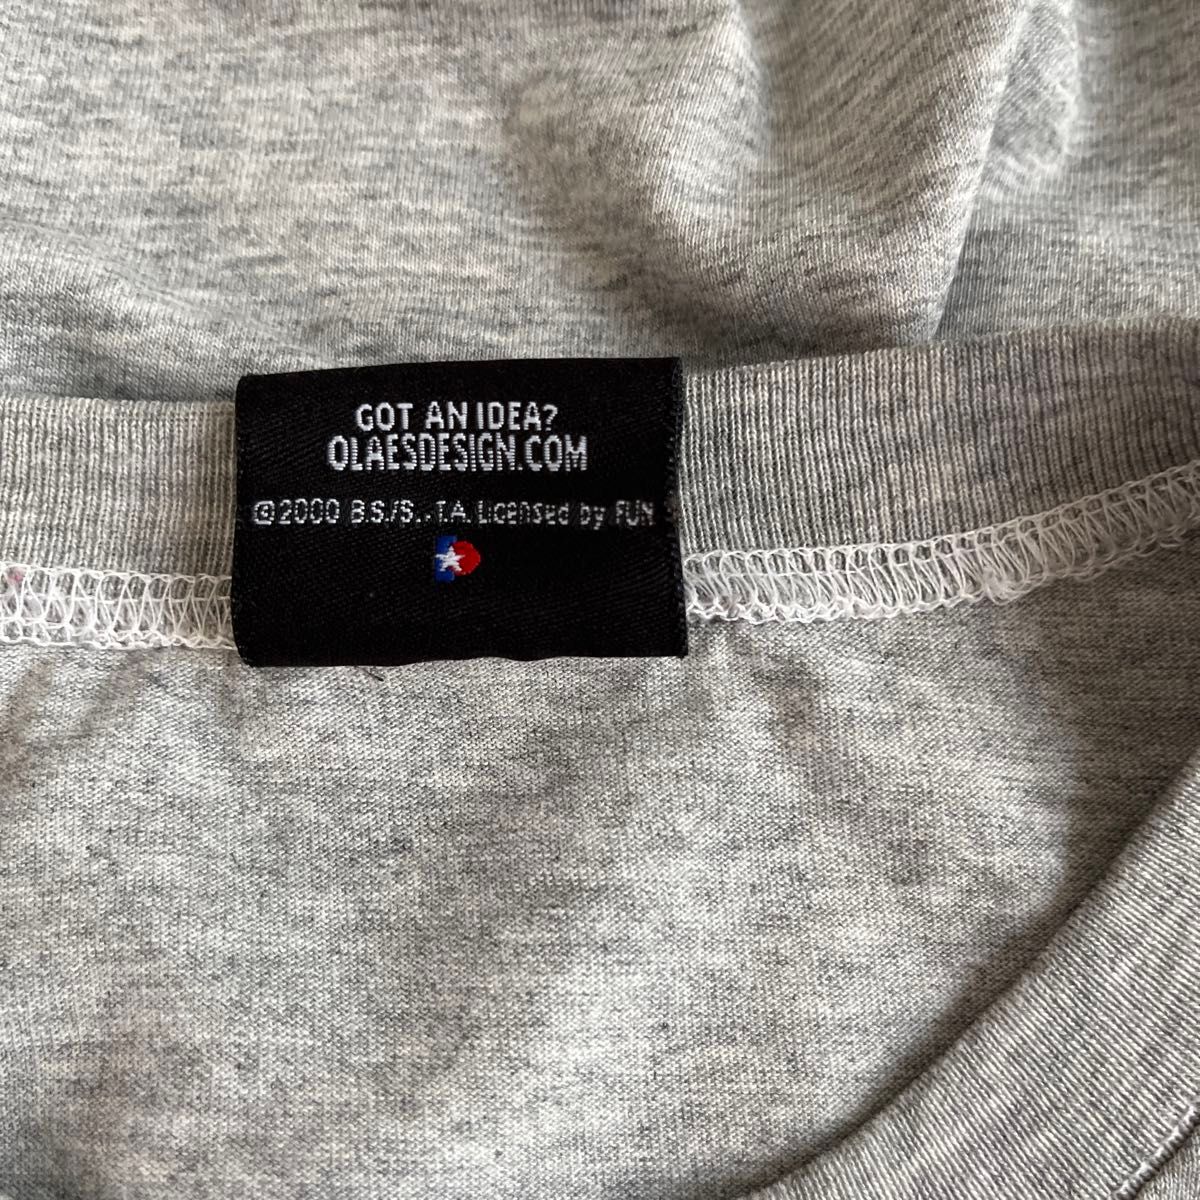 GOT AN IDEA?
OLAESDESIGN.COM
©2000 B.S./S..-T.A. Licensed by FUN